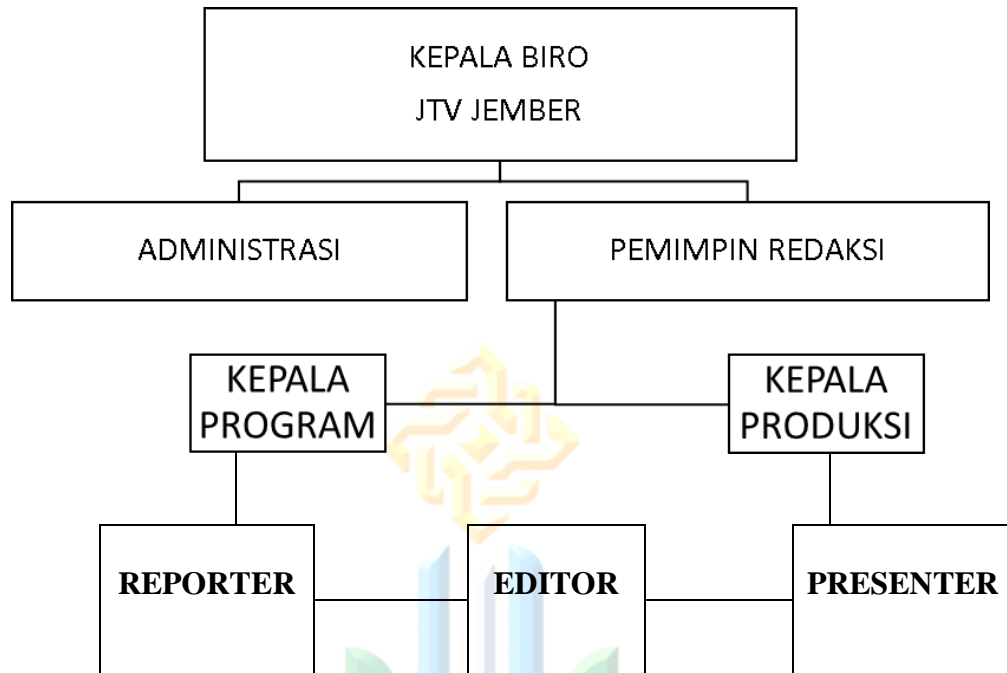 KEPALA BIRO
JTV JEMBER
ADMINISTRASI
PEMIMPIN REDAKSI
KEPALA
PROGRAM
KEPALA
PRODUKSI
REPORTER
EDITOR
PRESENTER